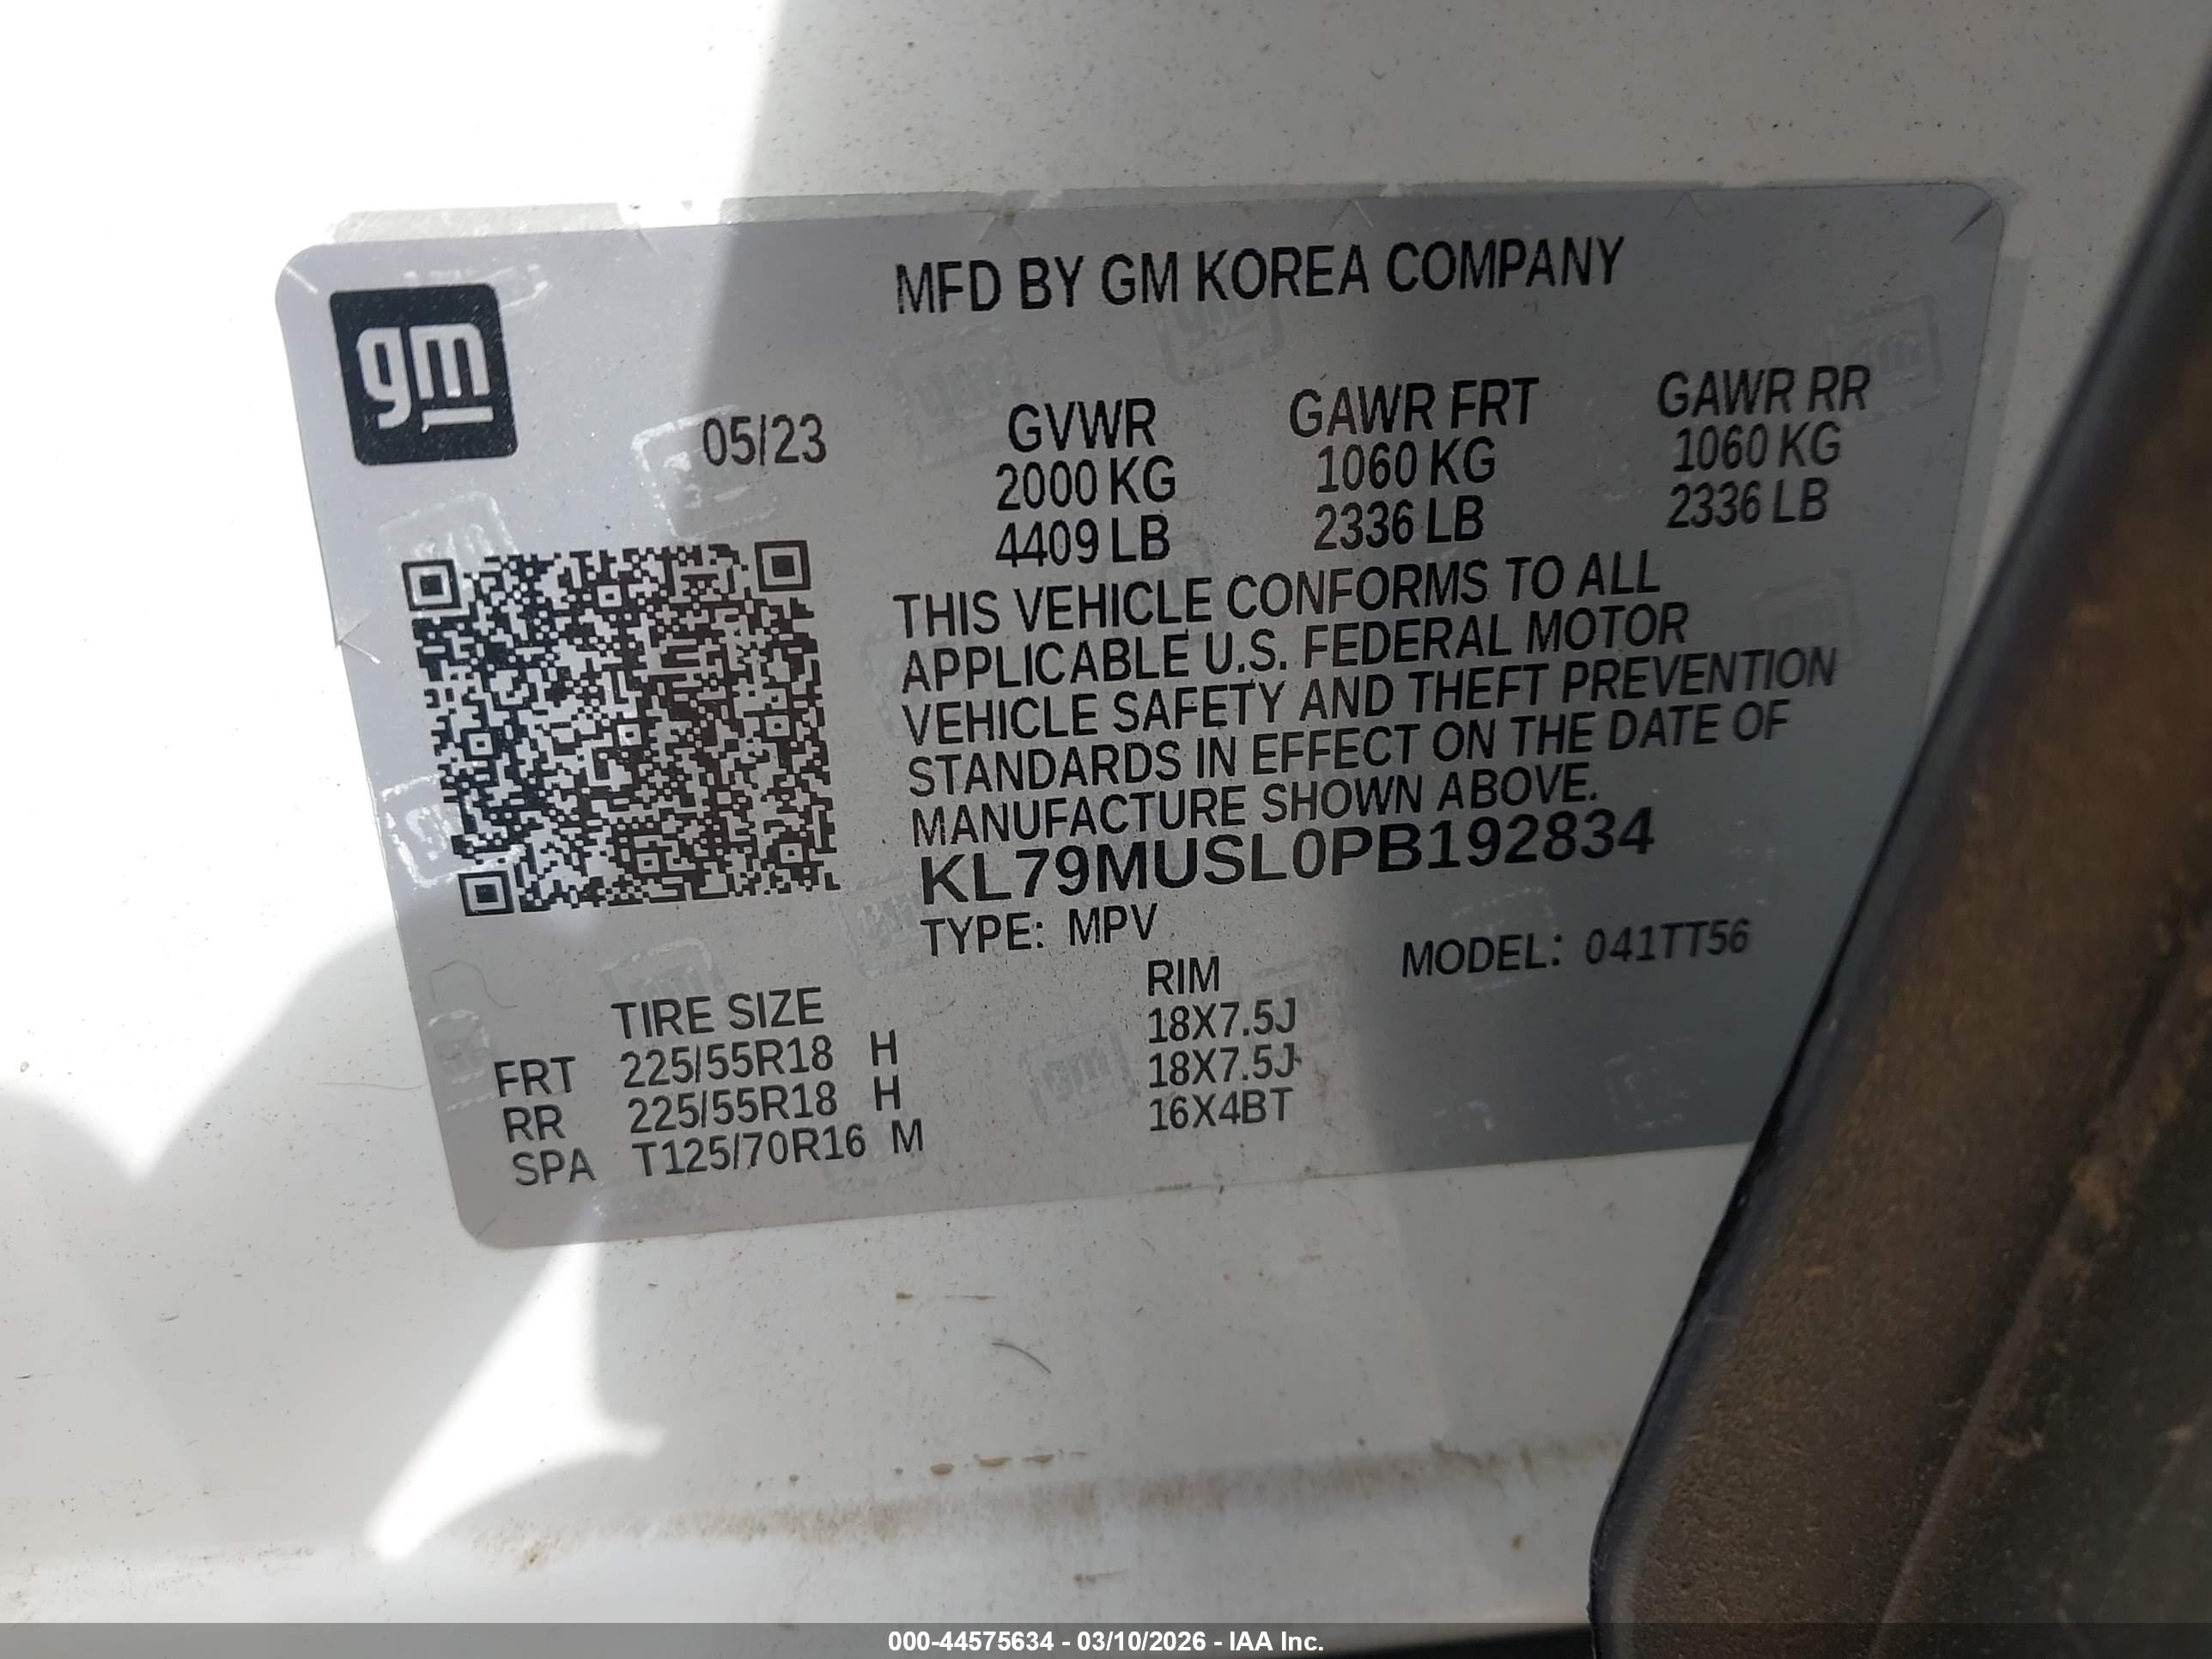 MFD BY GM KOREA COMPANY
gm
05/23
GVWR GAWR FRT GAWR RR
2000 KG 1060 KG 1060 KG
4409 LB 2336 LB 2336 LB
THIS VEHICLE CONFORMS TO ALL
APPLICABLE U.S. FEDERAL MOTOR
VEHICLE SAFETY AND THEFT PREVENTION
STANDARDS IN EFFECT ON THE DATE OF
MANUFACTURE SHOWN ABOVE.
KL79MUSL0PB192834
TYPE: MPV MODEL: 041TT56
TIRE SIZE RIM
FRT 225/55R18 H 18X7.5J
RR 225/55R18 H 18X7.5J
SPA T125/70R16 M 16X4BT
000-44575634 - 03/10/2026 - IAA Inc.